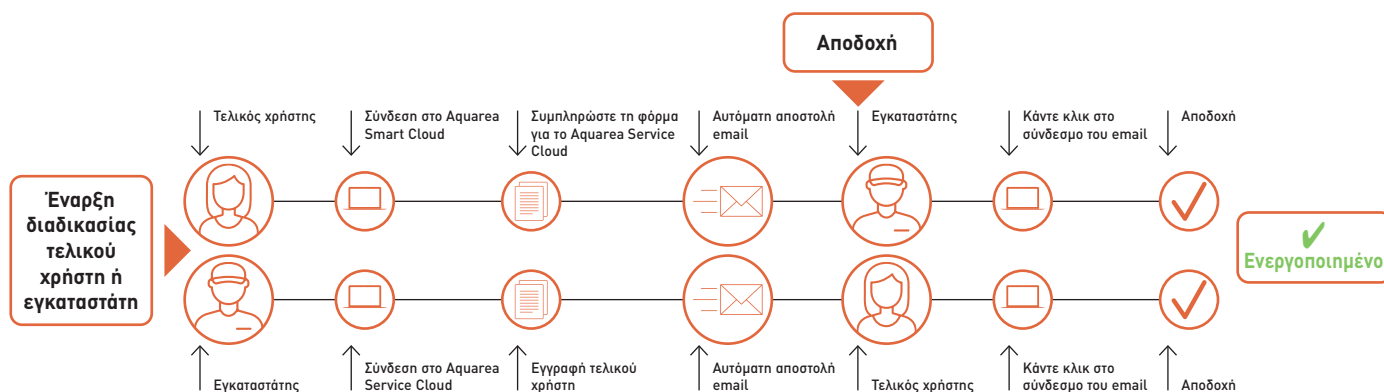 Αποδοχή
Τελικός χρήστης
Σύνδεση στο Aquarea
Smart Cloud
Συμπληρώστε τη φόρμα
για το Aquarea Service
Cloud
Αυτόματη αποστολή
email
Εγκαταστάτης
Κάντε κλικ στο
σύνδεσμο του email
Αποδοχή
Έναρξη
διαδικασίας
τελικού
χρήστη ή
εγκαταστάτη
Ενεργοποιημένο
Εγκαταστάτης
Σύνδεση στο Aquarea
Service Cloud
Εγγραφή τελικού
χρήστη
Αυτόματη αποστολή
email
Τελικός χρήστης
Κάντε κλικ στο
σύνδεσμο του email
Αποδοχή